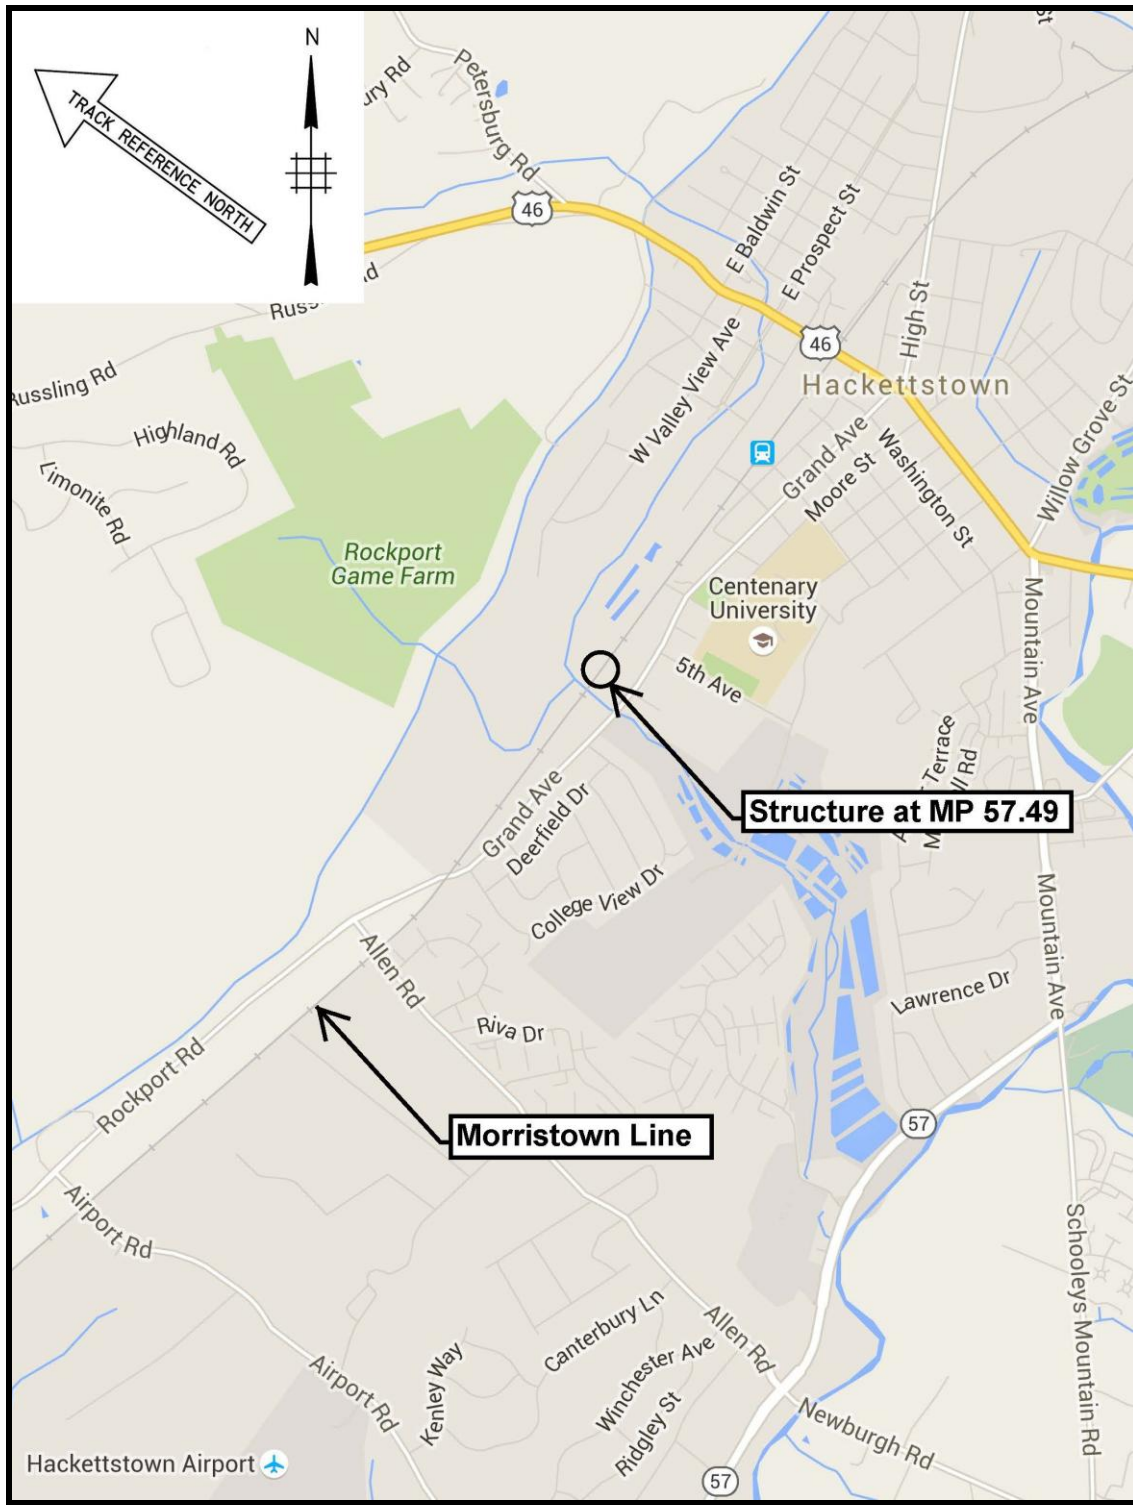 N
TRACK REFERENCE NORTH
Petersburg Rd
ury Rd
St
46
E Baldwin St
E Prospect St
Russ
d
High St
46
Hackettstown
W Valley View Ave
Russling Rd
Highland Rd
Limonite Rd
Grand Ave
Moore St
Washington St
Willow Grove St
Rockport
Game Farm
Centenary
University
5th Ave
Mountain Ave
Terrace
Structure at MP 57.49
Grand Ave
Deerfield Dr
College View Dr
Mountain Ave
Allen Rd
Lawrence Dr
Riva Dr
Rockport Rd
Morristown Line
57
Airport Rd
Schooleys Mountain Rd
Canterbury Ln
Allen Rd
Winchester Ave
Kenley Way
Airport Rd
Ridgley St
Newburgh Rd
Hackettstown Airport
57